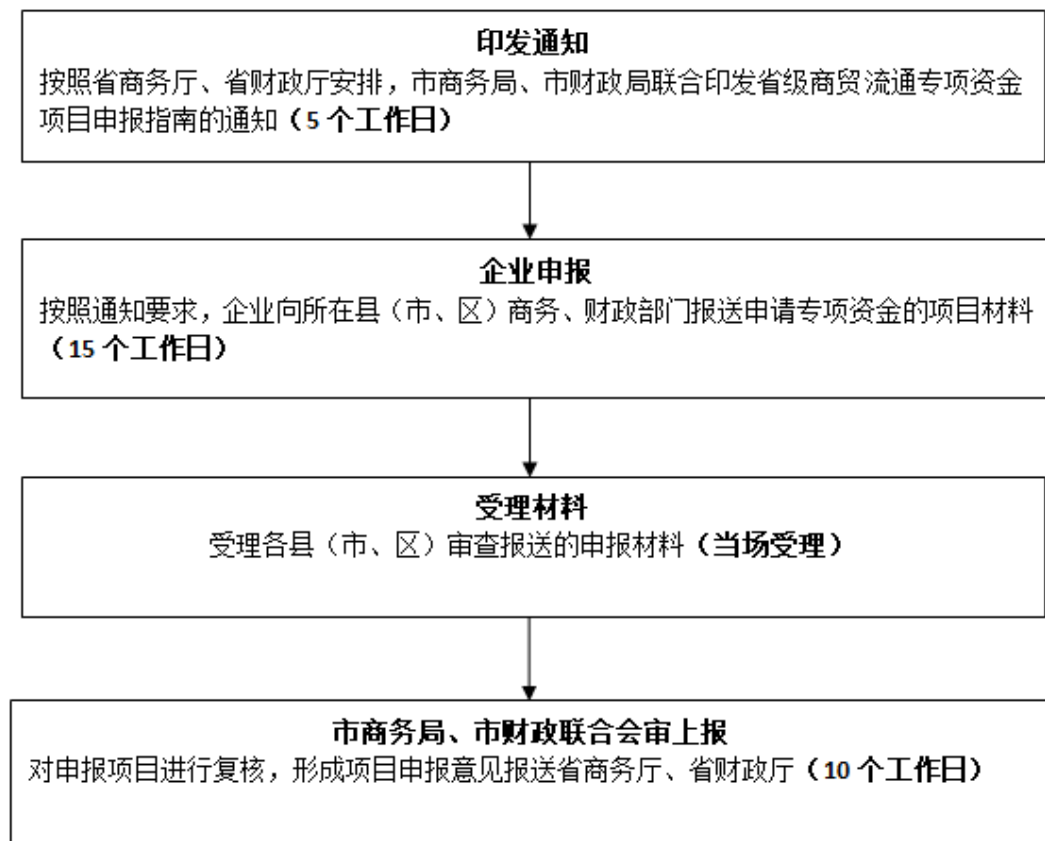 印发通知
按照省商务厅、省财政厅安排，市商务局、市财政局联合印发省级商贸流通专项资金
项目申报指南的通知（5 个工作日）
企业申报
按照通知要求，企业向所在县（市、区）商务、财政部门报送申请专项资金的项目材料
（15 个工作日）
受理材料
受理各县（市、区）审查报送的申报材料（当场受理）
市商务局、市财政联合会审上报
对申报项目进行复核，形成项目申报意见报送省商务厅、省财政厅（10 个工作日）